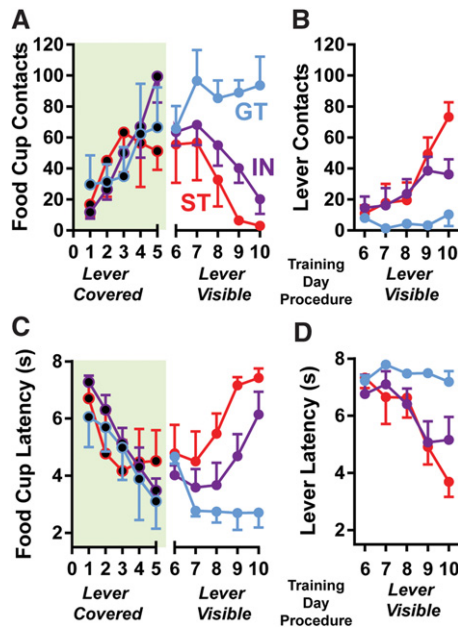 A
Food Cup Contacts
120
100
80
60
40
20
0
0 1 2 3 4 5
Lever
Covered
6 7 8 9 10
Lever
Visible
GT
IN
ST
B
Lever Contacts
120
100
80
60
40
20
0
6 7 8 9 10
Training
Day
Procedure
Lever
Visible
C
Food Cup Latency (s)
8
6
4
2
0 1 2 3 4 5
Lever
Covered
6 7 8 9 10
Lever
Visible
D
Lever Latency (s)
8
6
4
2
6 7 8 9 10
Training
Day
Procedure
Lever
Visible